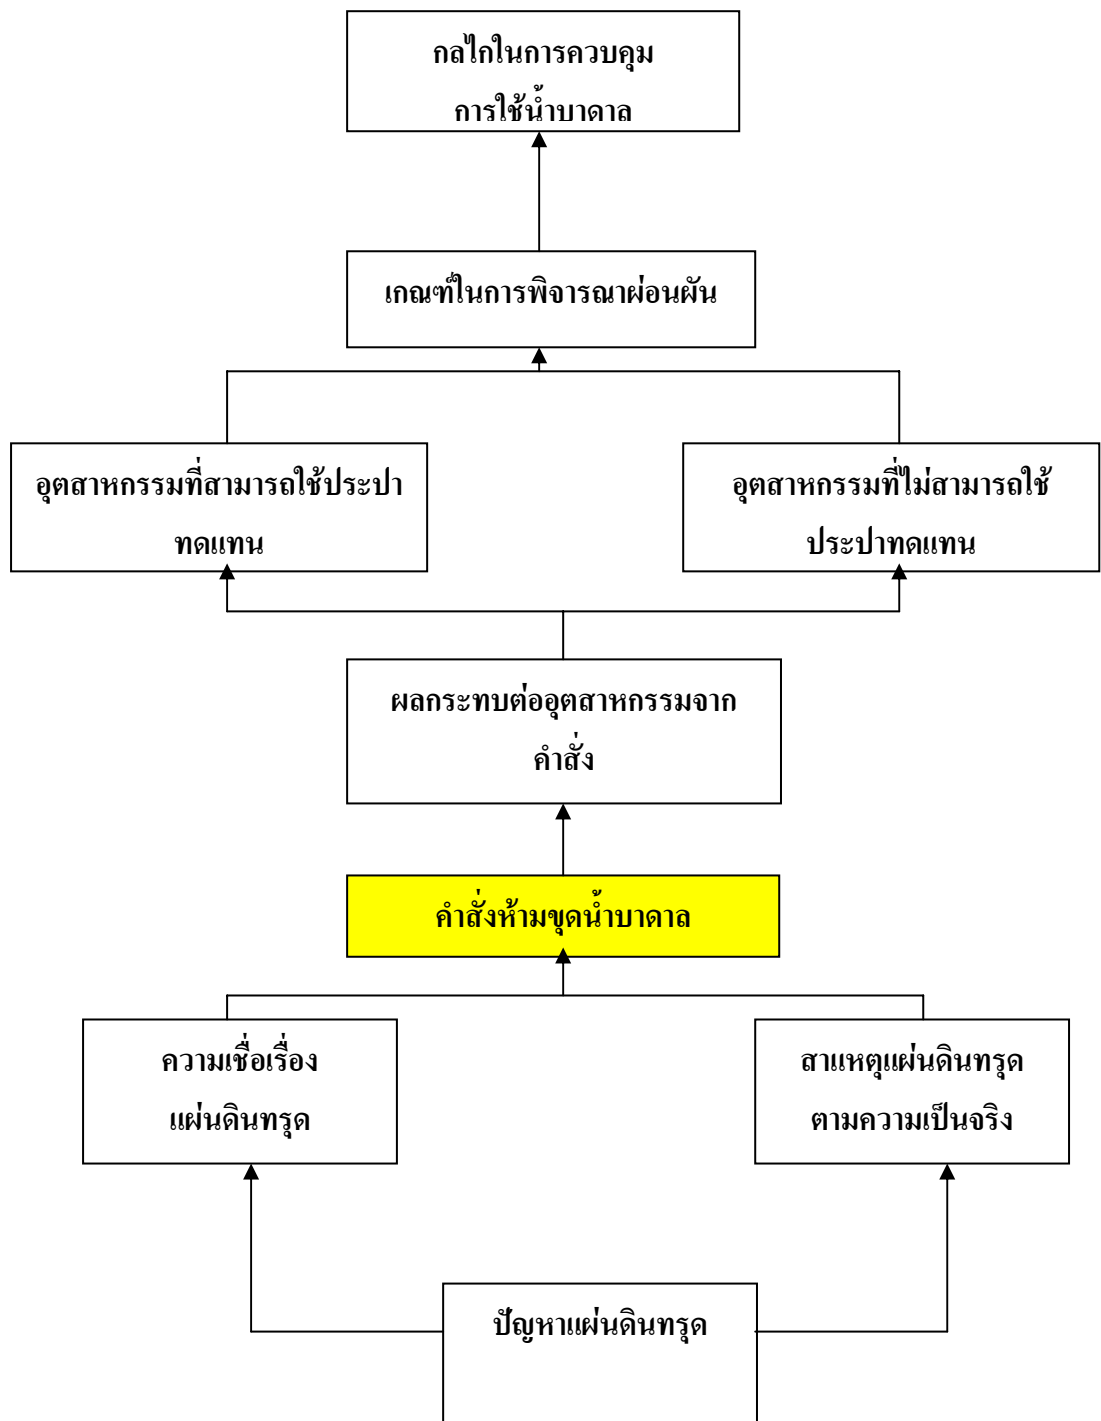 กลไกในการควบคุม
การใช้น้ำบาดาล
เกณฑ์ในการพิจารณาผ่อนผัน
อุตสาหกรรมที่สามารถใช้ประปา
ทดแทน
อุตสาหกรรมที่ไม่สามารถใช้
ประปาทดแทน
ผลกระทบต่ออุตสาหกรรมจาก
คำสั่ง
คำสั่งห้ามขุดน้ำบาดาล
ความเชื่อเรื่อง
แผ่นดินทรุด
สาแหตุแผ่นดินทรุด
ตามความเป็นจริง
ปัญหาแผ่นดินทรุด